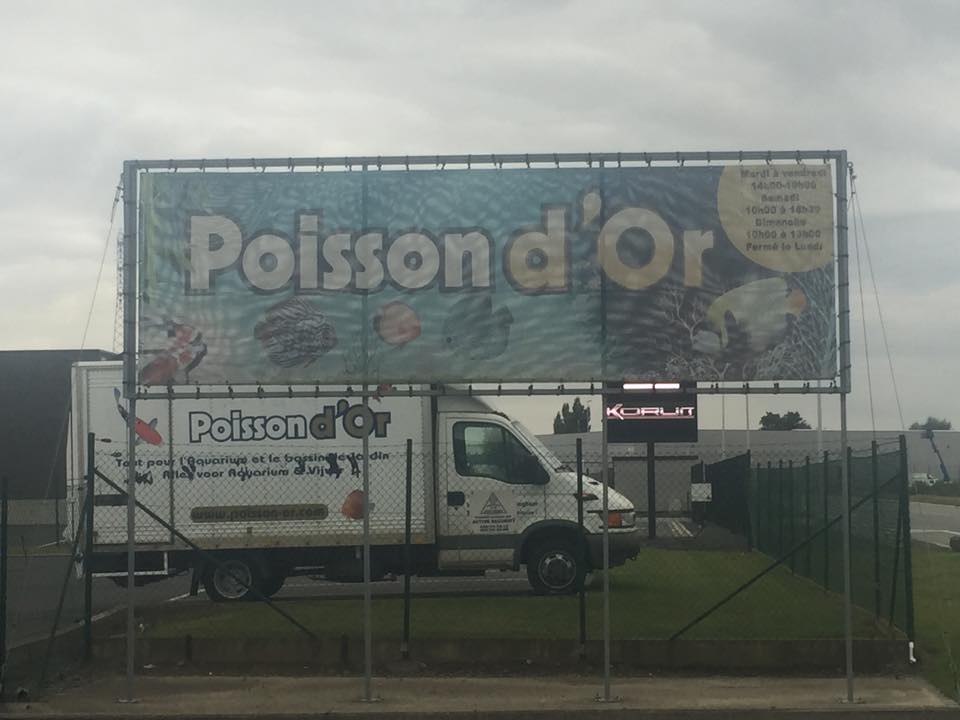 Poisson d'Or
Mardi à vendredi
14h00-19h00
Samedi
10h00 à 18h30
Dimanche
10h00 à 13h00
Fermé le Lundi
KORUM
Poisson d'Or
Tout pour l'Aquarium et le bassin de jardin
Alles voor Aquarium & Vijver
www.poisson-or.com